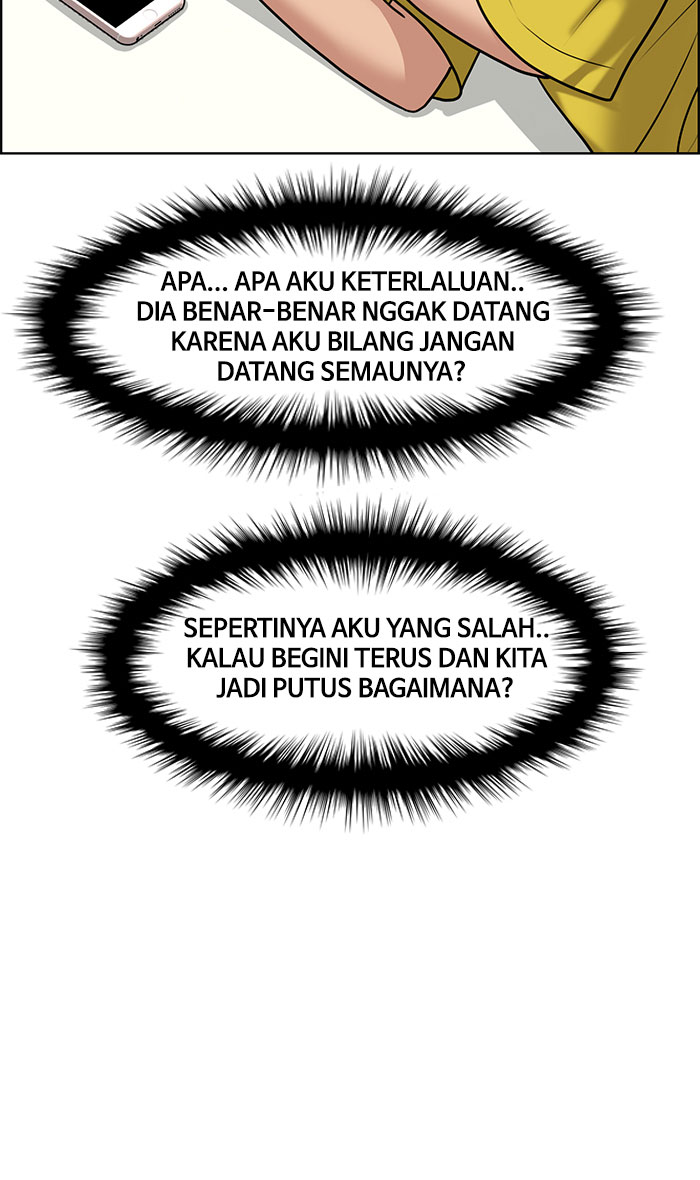 APA... APA AKU KETERLALUAN..
DIA BENAR-BENAR NGGAK DATANG
KARENA AKU BILANG JANGAN
DATANG SEMAUNYA?
SEPERTINYA AKU YANG SALAH..
KALAU BEGINI TERUS DAN KITA
JADI PUTUS BAGAIMANA?